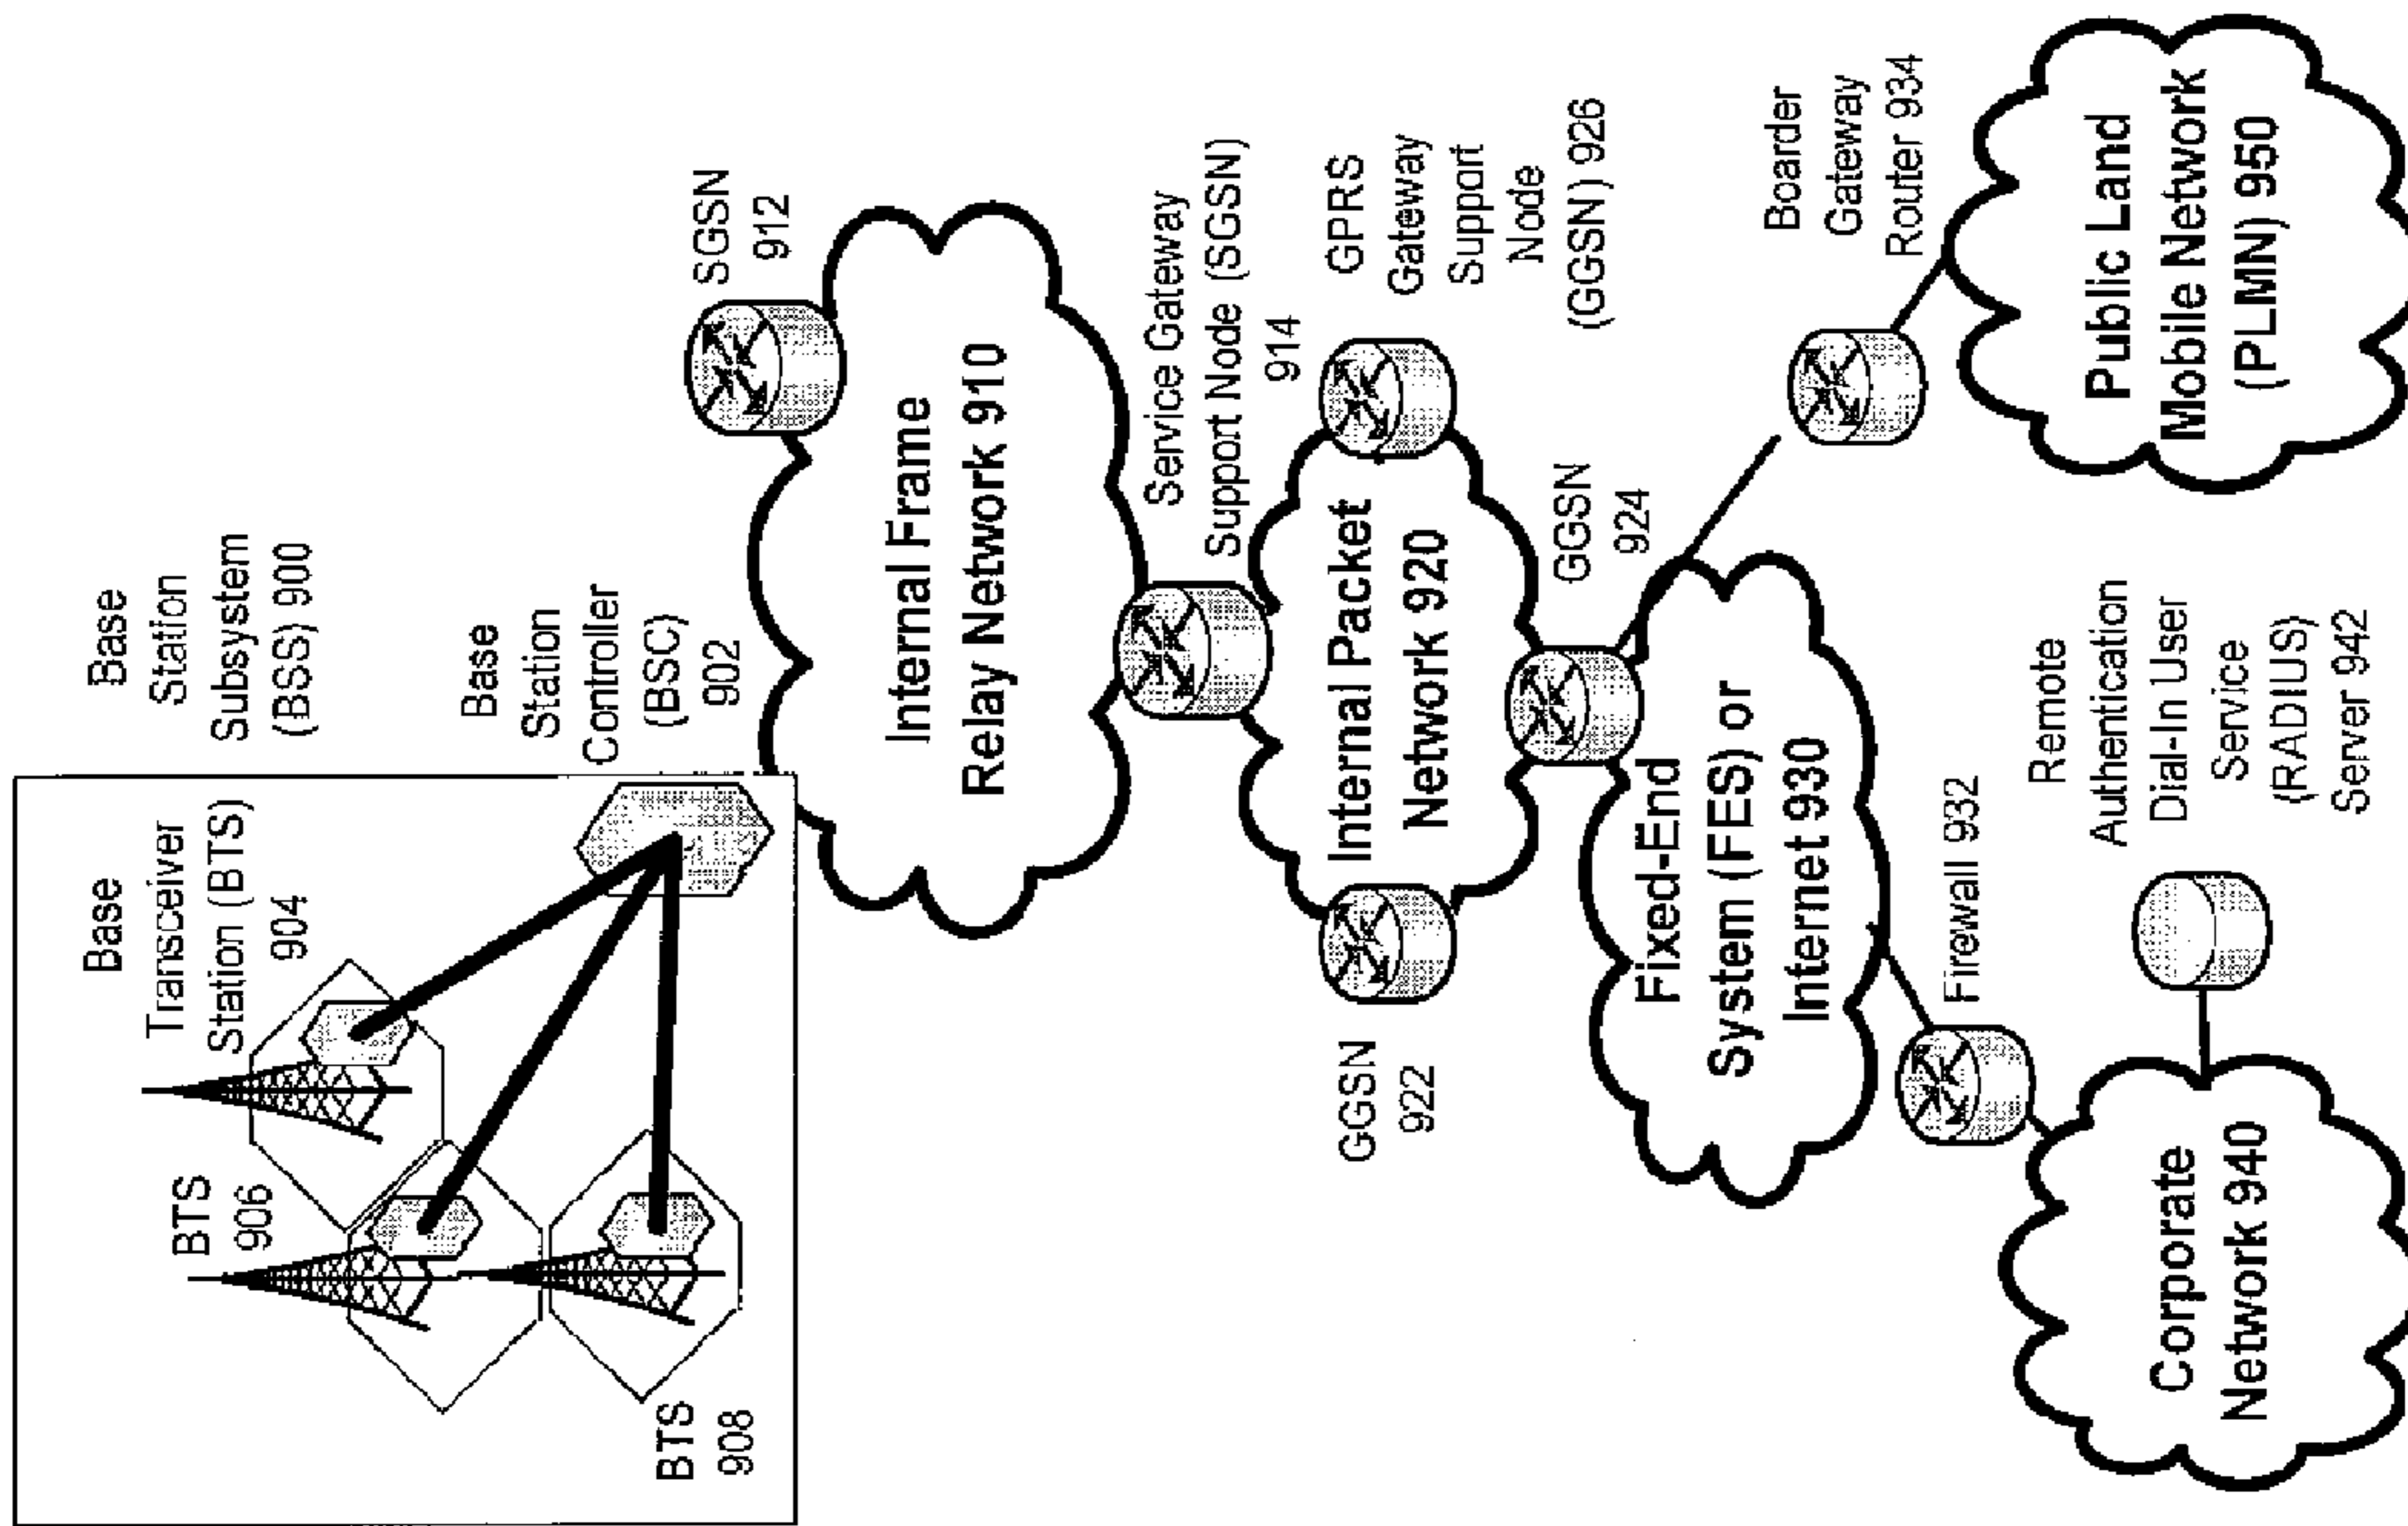 Base
Station
Subsystem
(BSS) 900
Base
Transceiver
Station (BTS)
904
BTS
906
BTS
908
Base
Station
Controller
(BSC)
902
SGSN
912
Internal Frame
Relay Network 910
Service Gateway
Support Node (SGSN)
914
GPRS
Gateway
Support
Node
(GGSN) 926
Internal Packet
Network 920
GGSN
922
GGSN
924
Fixed-End
System (FES) or
Internet 930
Boarder
Gateway
Router 934
Public Land
Mobile Network
(PLMN) 950
Firewall 932
Remote
Authentication
Dial-In User
Service
(RADIUS)
Server 942
Corporate
Network 940